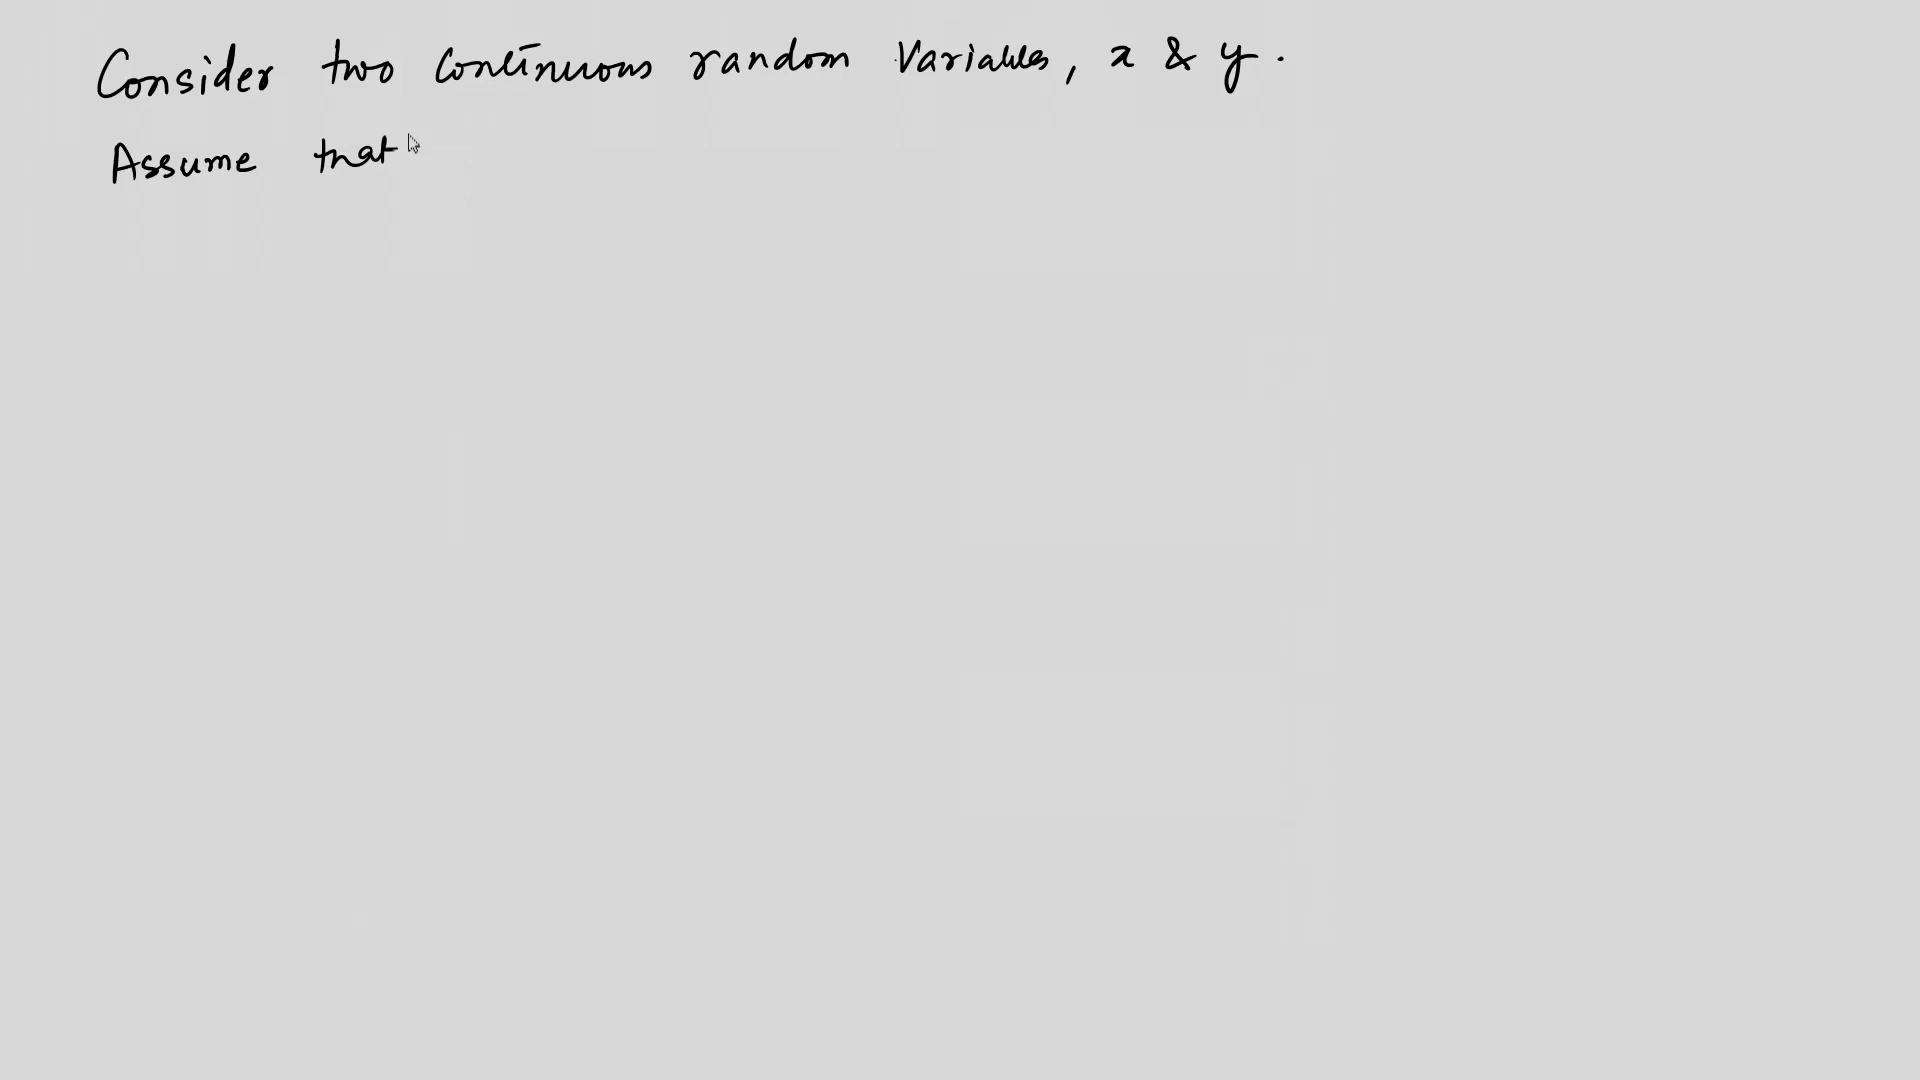 Consider two continuous random variables, x & y.
Assume that